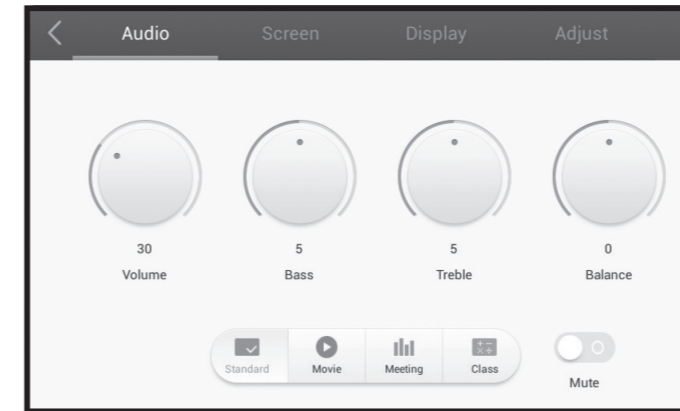 Audio Screen Display Adjust
30 5 5 0
Volume Bass Treble Balance
Standard Movie Meeting Class
Mute